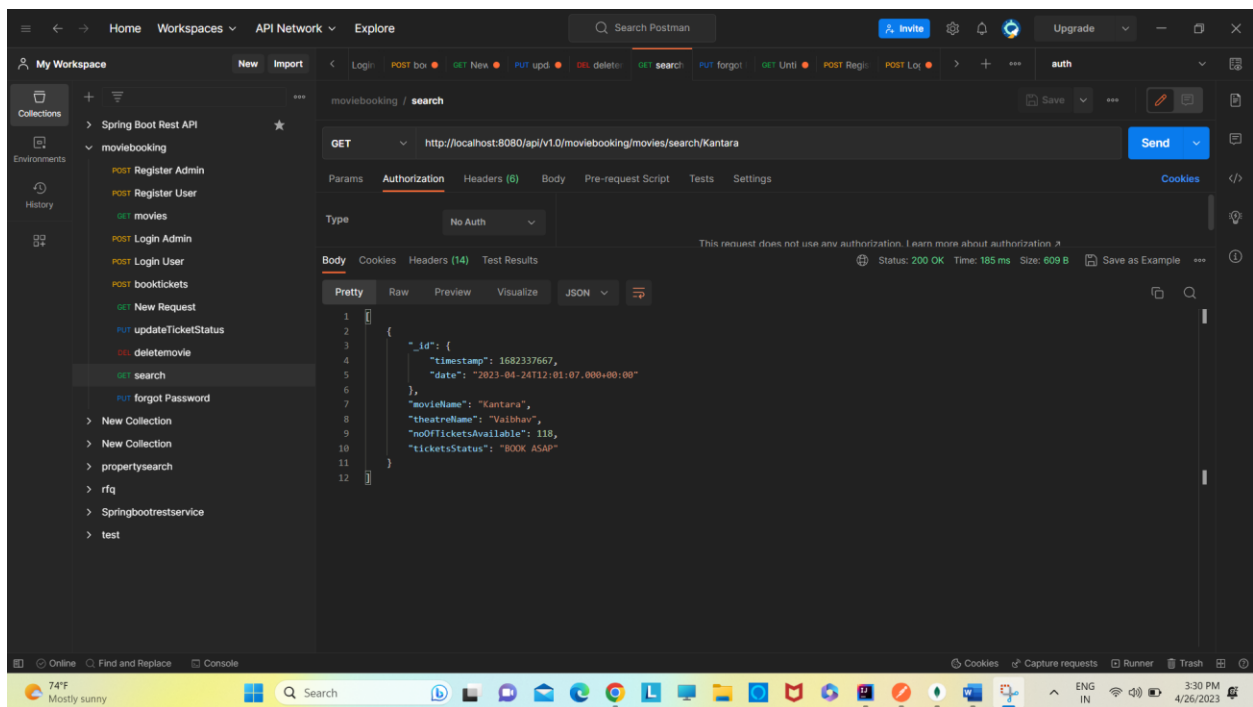 Home Workspaces API Network Explore Search Postman Invite Upgrade
My Workspace New Import Login POST boo GET New PUT upd DEL delete GET search PUT forgot GET Unti POST Regis POST Log auth
Collections
Environments
History
Spring Boot Rest API
moviebooking
POST Register Admin
POST Register User
GET movies
POST Login Admin
POST Login User
POST booktickets
GET New Request
PUT updateTicketStatus
DEL deletemovie
GET search
PUT forgot Password
New Collection
New Collection
propertysearch
rfq
Springbootrestservice
test
moviebooking / search Save
GET http://localhost:8080/api/v1.0/moviebooking/movies/search/Kantara Send
Params Authorization Headers (6) Body Pre-request Script Tests Settings Cookies
Type No Auth
This request does not use any authorization. Learn more about authorization
Body Cookies Headers (14) Test Results Status: 200 OK Time: 185 ms Size: 609 B Save as Example
Pretty Raw Preview Visualize JSON
1 [
2 {
3 "_id": {
4 "timestamp": 1682337667,
5 "date": "2023-04-24T12:01:07.000+00:00"
6 },
7 "movieName": "Kantara",
8 "theatreName": "Vaibhav",
9 "noOfTicketsAvailable": 118,
10 "ticketsStatus": "BOOK ASAP"
11 }
12 ]
Online Find and Replace Console Cookies Capture requests Runner Trash
74°F
Mostly sunny
Search
ENG
IN
3:30 PM
4/26/2023